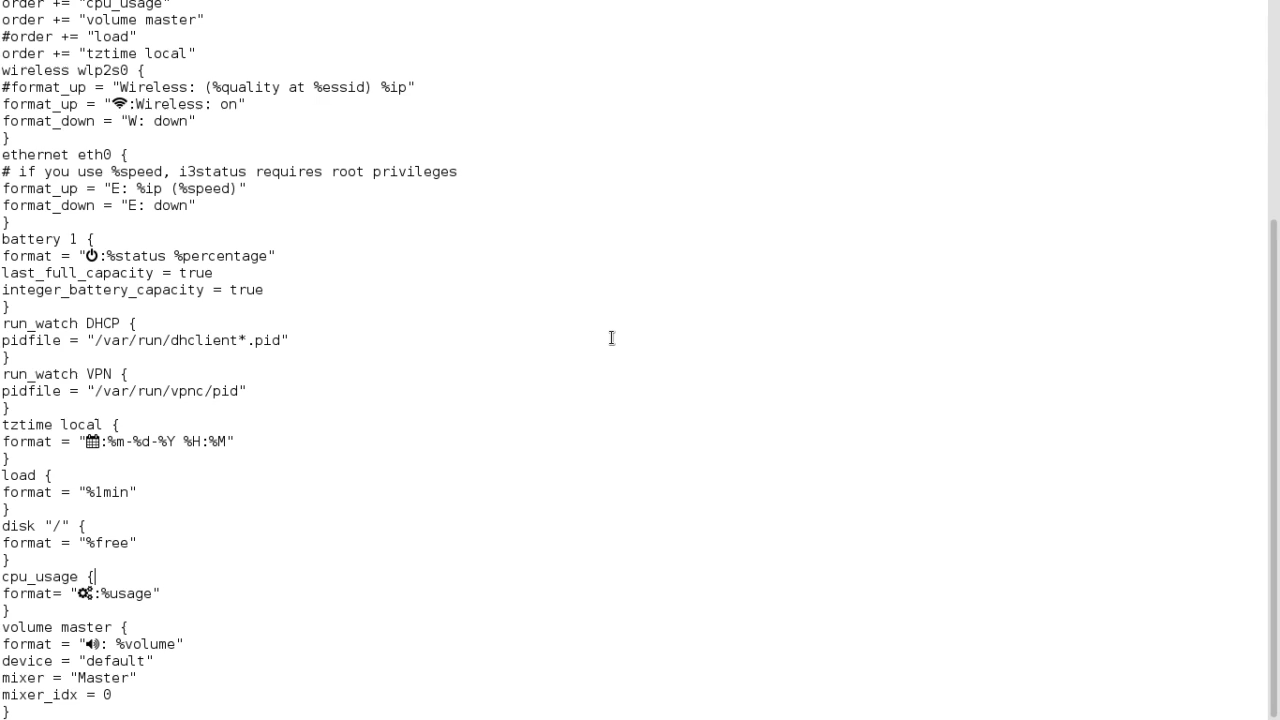 order += "cpu_usage"
order += "volume master"
#order += "load"
order += "tztime local"
wireless wlp2s0 {
#format_up = "Wireless: (%quality at %essid) %ip"
format_up = ":Wireless: on"
format_down = "W: down"
}
ethernet eth0 {
# if you use %speed, i3status requires root privileges
format_up = "E: %ip (%speed)"
format_down = "E: down"
}
battery 1 {
format = "⏻:%status %percentage"
last_full_capacity = true
integer_battery_capacity = true
}
run_watch DHCP {
pidfile = "/var/run/dhclient*.pid"
}
run_watch VPN {
pidfile = "/var/run/vpnc/pid"
}
tztime local {
format = ":%m-%d-%Y %H:%M"
}
load {
format = "%1min"
}
disk "/" {
format = "%free"
}
cpu_usage {
format= ":%usage"
}
volume master {
format = ": %volume"
device = "default"
mixer = "Master"
mixer_idx = 0
}